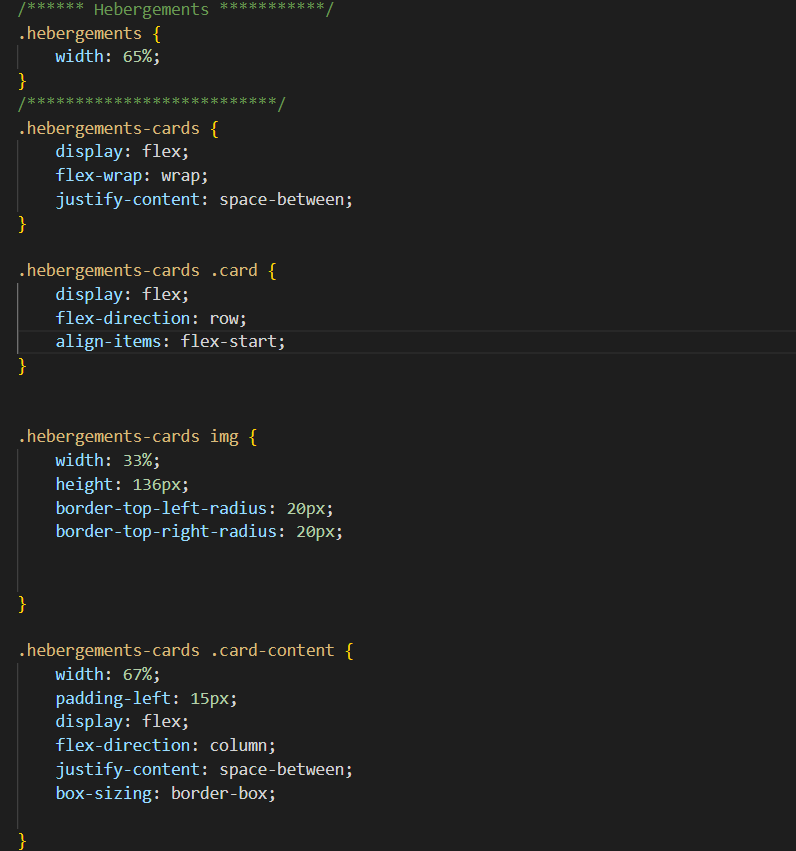 /****** Hebergements ***********/
.hebergements {
    width: 65%;
}
/**************************/
.hebergements-cards {
    display: flex;
    flex-wrap: wrap;
    justify-content: space-between;
}
.hebergements-cards .card {
    display: flex;
    flex-direction: row;
    align-items: flex-start;
}
.hebergements-cards img {
    width: 33%;
    height: 136px;
    border-top-left-radius: 20px;
    border-top-right-radius: 20px;
}
.hebergements-cards .card-content {
    width: 67%;
    padding-left: 15px;
    display: flex;
    flex-direction: column;
    justify-content: space-between;
    box-sizing: border-box;
}